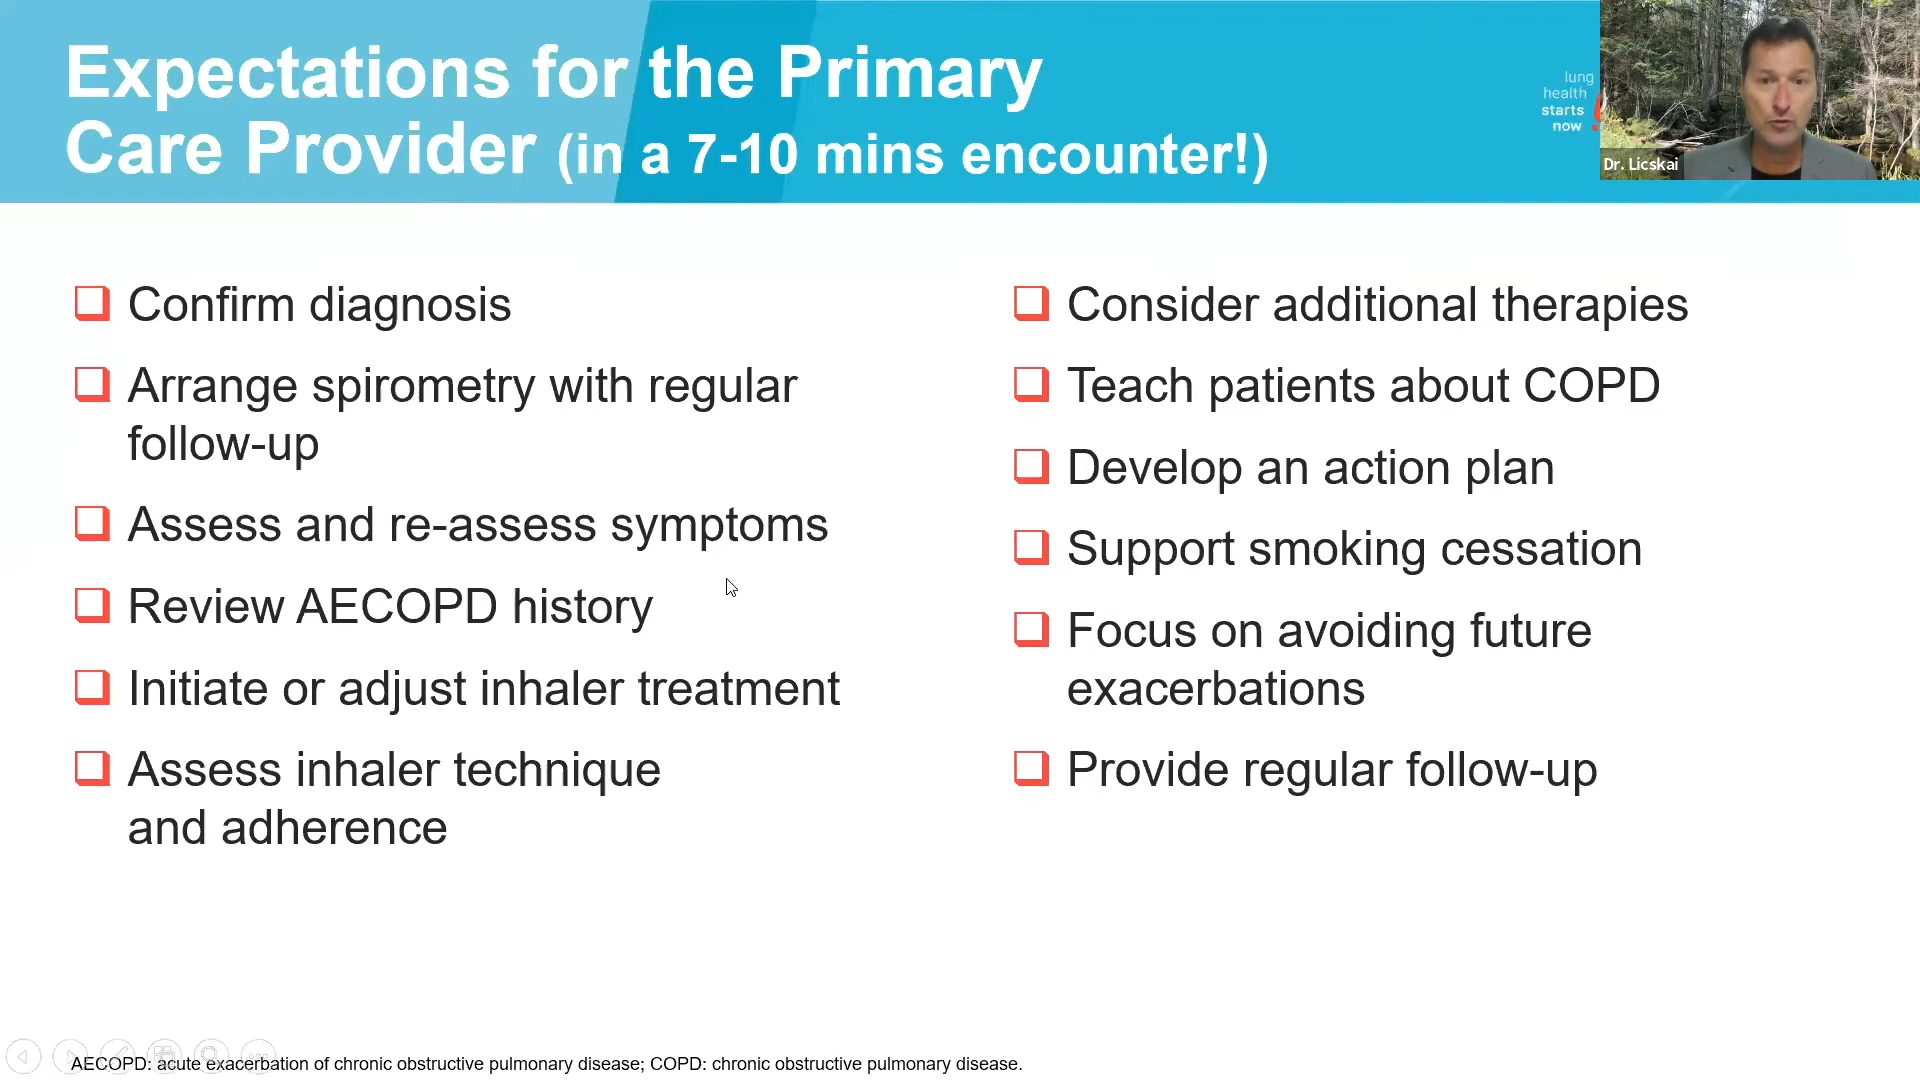 Expectations for the Primary
Care Provider (in a 7-10 mins encounter!)
lung
health
starts
now
Dr. Licskai
Confirm diagnosis
Arrange spirometry with regular
follow-up
Assess and re-assess symptoms
Review AECOPD history
Initiate or adjust inhaler treatment
Assess inhaler technique
and adherence
Consider additional therapies
Teach patients about COPD
Develop an action plan
Support smoking cessation
Focus on avoiding future
exacerbations
Provide regular follow-up
AECOPD: acute exacerbation of chronic obstructive pulmonary disease; COPD: chronic obstructive pulmonary disease.